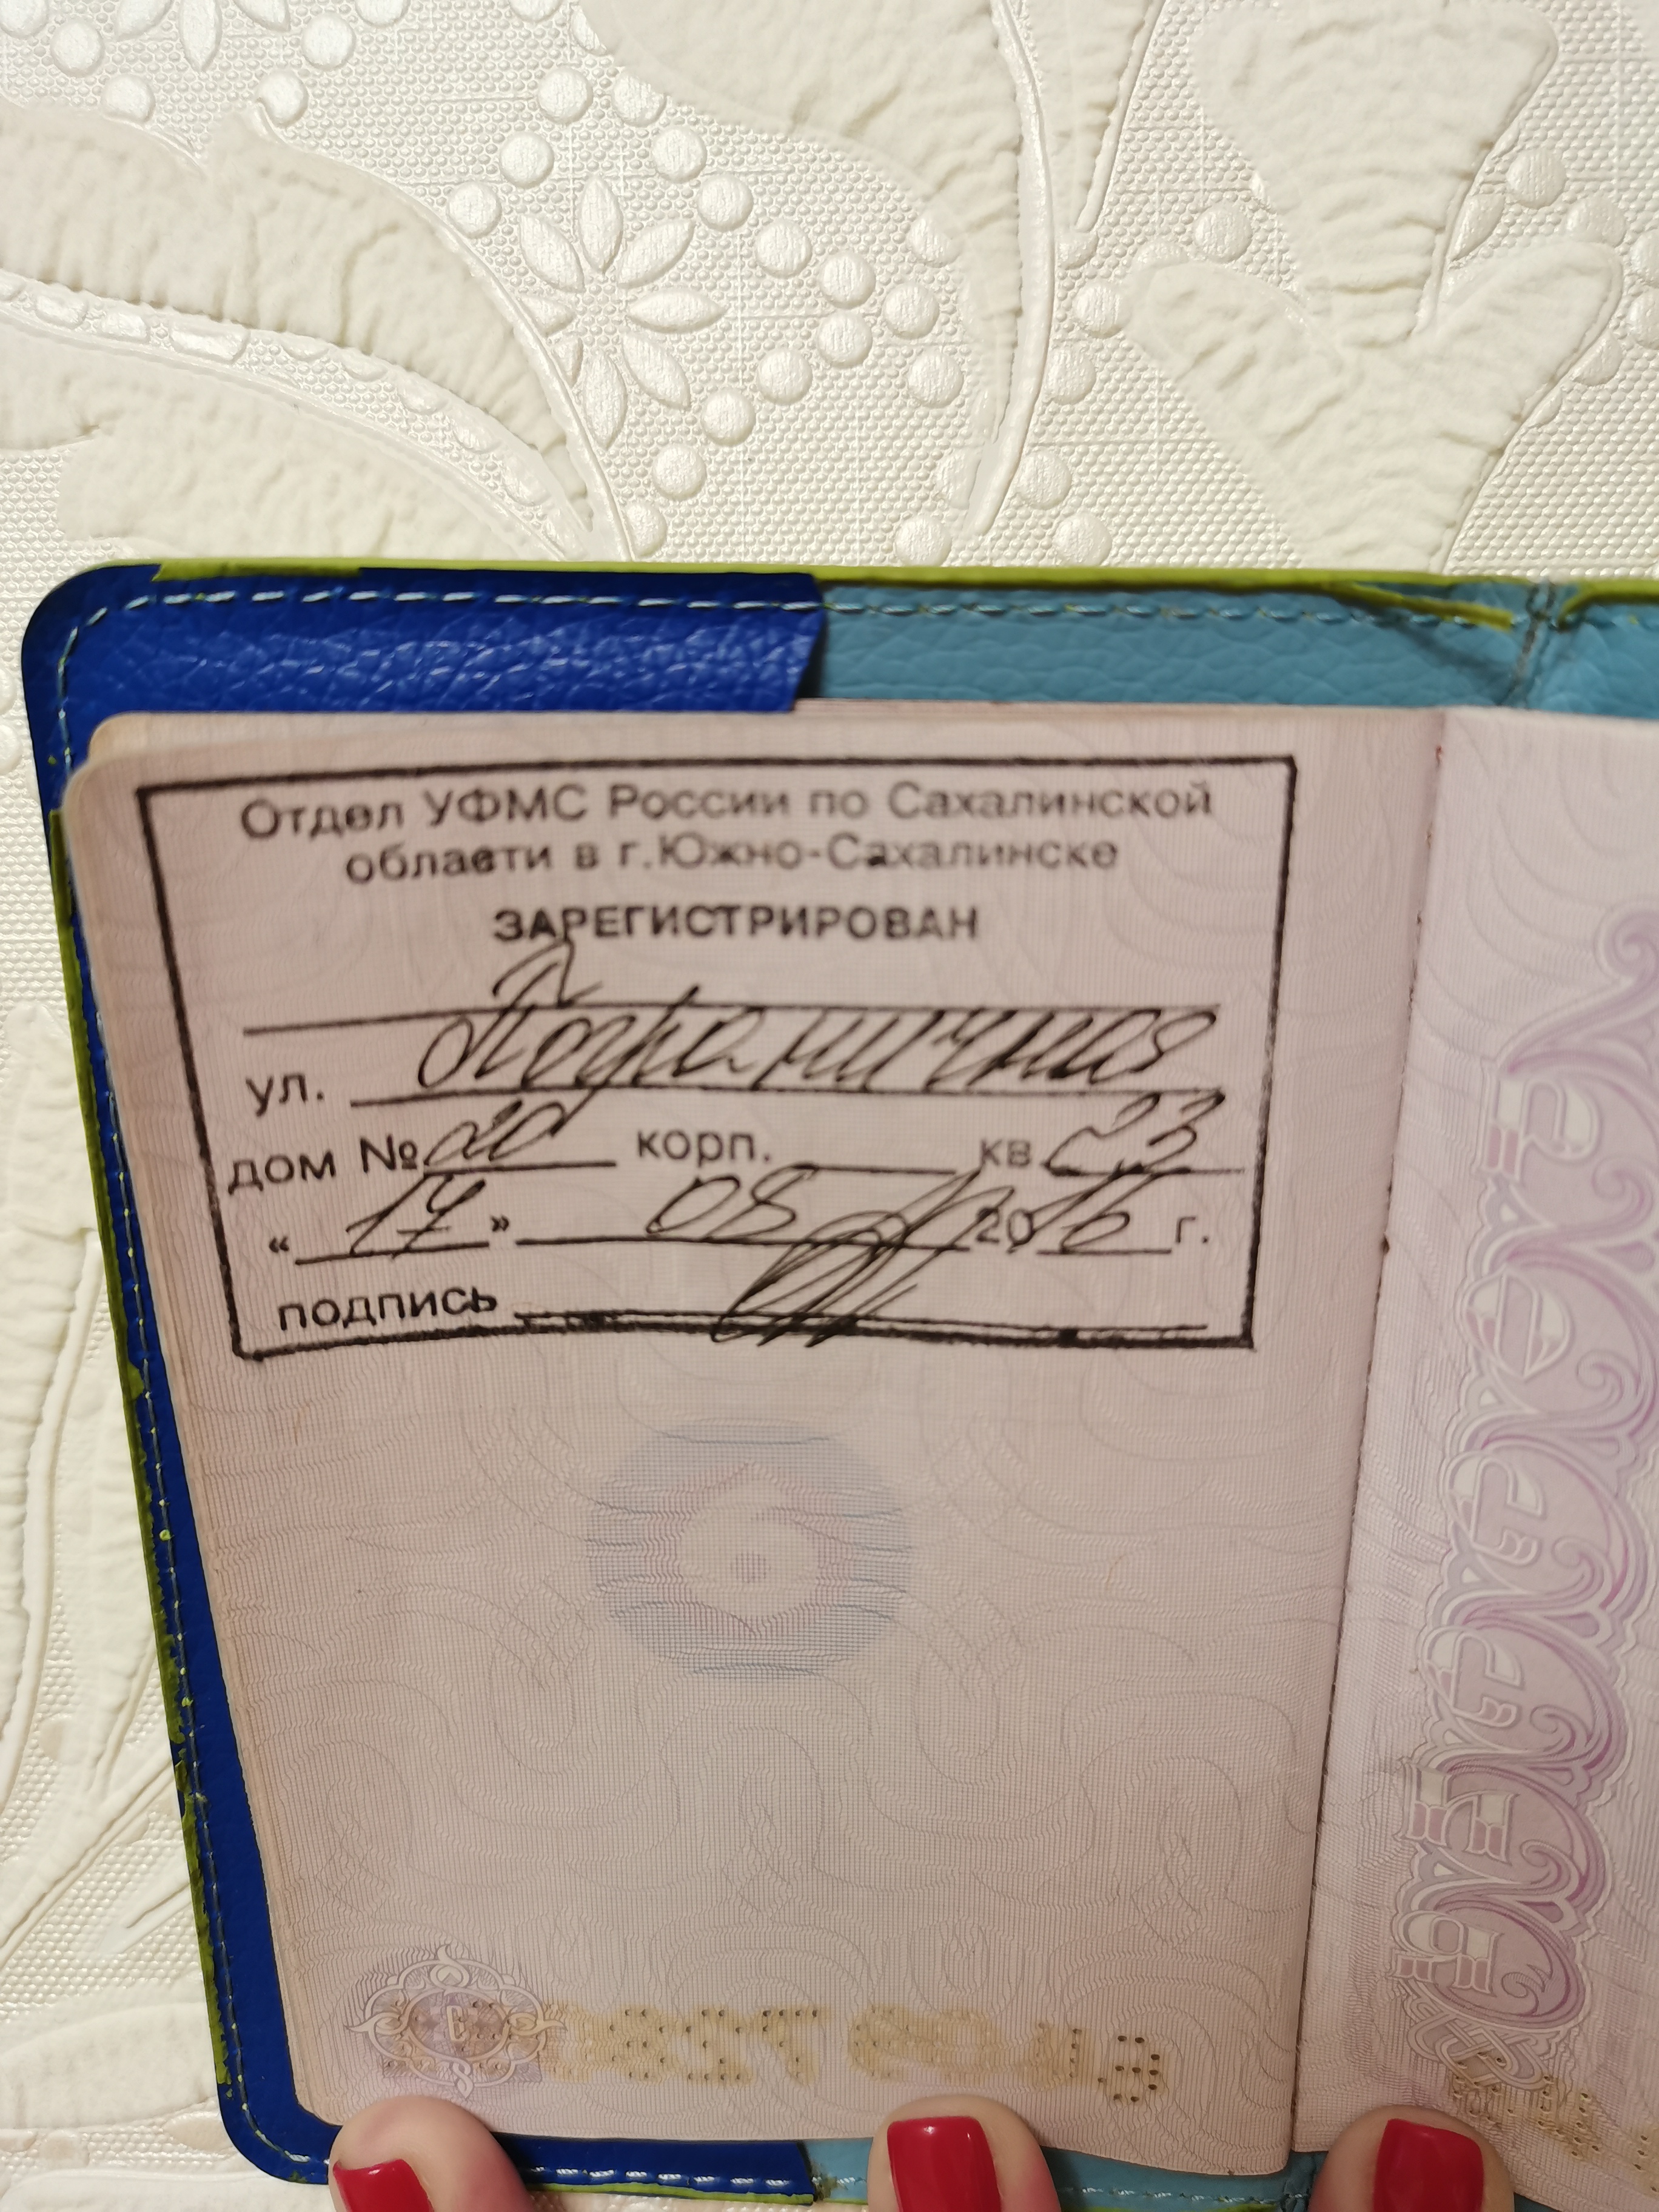 Отдел УФМС России по Сахалинской
области в г.Южно-Сахалинске
ЗАРЕГИСТРИРОВАН
ул. Пограничная
дом № 20 корп. кв 23
« 17 » 08 2016 г.
подпись